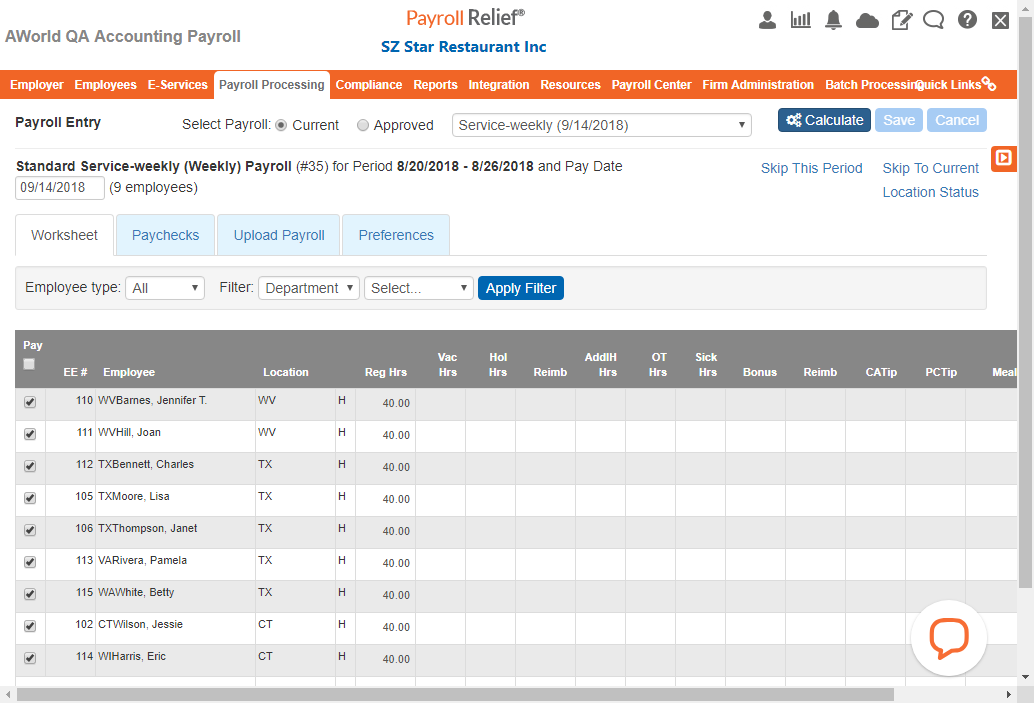 Payroll Relief®
AWorld QA Accounting Payroll
SZ Star Restaurant Inc
Employer Employees E-Services Payroll Processing Compliance Reports Integration Resources Payroll Center Firm Administration Batch Processing Quick Links
Payroll Entry Select Payroll: Current Approved Service-weekly (9/14/2018) Calculate Save Cancel
Standard Service-weekly (Weekly) Payroll (#35) for Period 8/20/2018 - 8/26/2018 and Pay Date
09/14/2018 (9 employees)
Skip This Period Skip To Current
Location Status
Worksheet Paychecks Upload Payroll Preferences
Employee type: All Filter: Department Select... Apply Filter
Pay
EE # Employee Location Reg Hrs Vac Hrs Hol Hrs Reimb AddlH Hrs OT Hrs Sick Hrs Bonus Reimb CATip PCTip Meal
110 WVBarnes, Jennifer T. WV H 40.00
111 WVHill, Joan WV H 40.00
112 TXBennett, Charles TX H 40.00
105 TXMoore, Lisa TX H 40.00
106 TXThompson, Janet TX H 40.00
113 VARivera, Pamela TX H 40.00
115 WAWhite, Betty TX H 40.00
102 CTWilson, Jessie CT H 40.00
114 WIHarris, Eric CT H 40.00